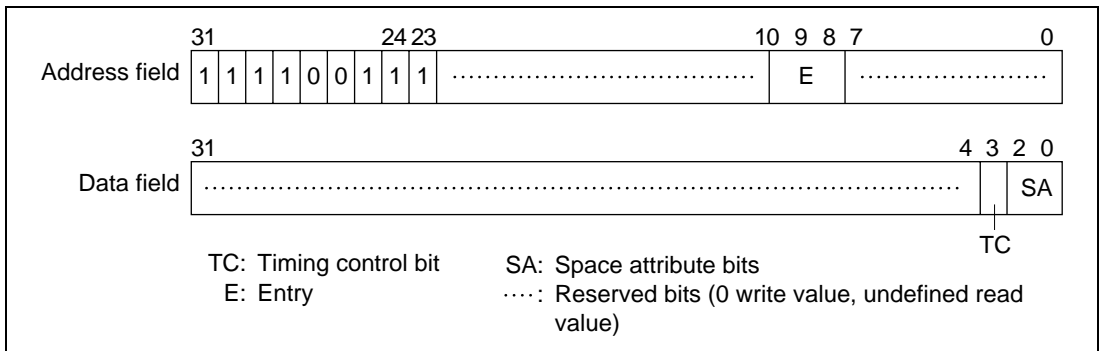 31 24 23 10 9 8 7 0
Address field 1 1 1 1 0 0 1 1 1 ···································· E ·······················
31 4 3 2 0
Data field ···························································································· SA
TC
TC: Timing control bit SA: Space attribute bits
E: Entry ····: Reserved bits (0 write value, undefined read
value)